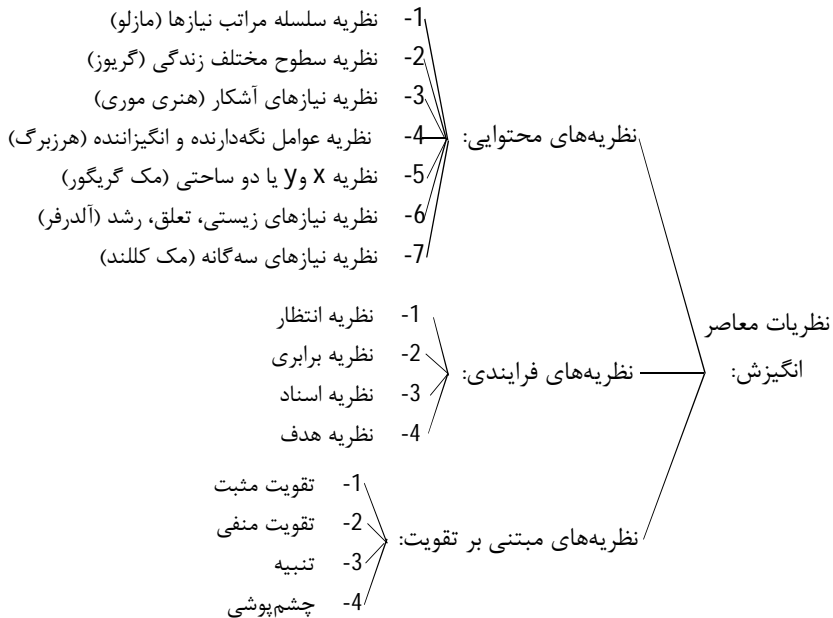 نظریات معاصر
انگیزش:
نظریه‌های محتوایی:
1- نظریه سلسله مراتب نیازها (مازلو)
2- نظریه سطوح مختلف زندگی (گریوز)
3- نظریه نیازهای آشکار (هنری موری)
4- نظریه عوامل نگه‌دارنده و انگیزاننده (هرزبرگ)
5- نظریه x وy یا دو ساحتی (مک گریگور)
6- نظریه نیازهای زیستی، تعلق، رشد (آلدرفر)
7- نظریه نیازهای سه‌گانه (مک کللند)
نظریه‌های فرایندی:
1- نظریه انتظار
2- نظریه برابری
3- نظریه اسناد
4- نظریه هدف
نظریه‌های مبتنی بر تقویت:
1- تقویت مثبت
2- تقویت منفی
3- تنبیه
4- چشم‌پوشی